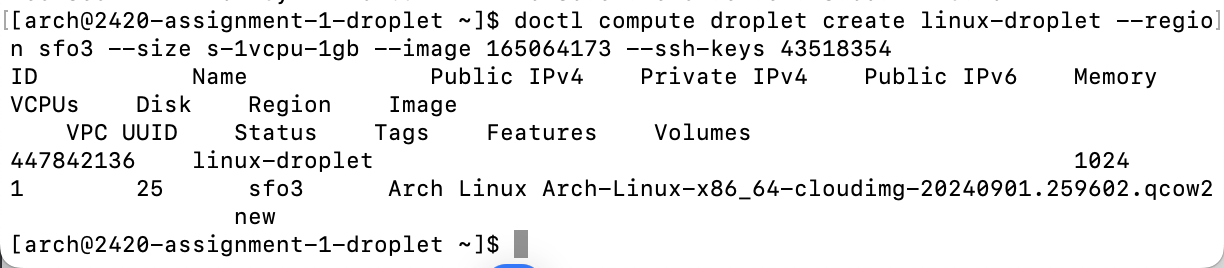 [arch@2420-assignment-1-droplet ~]$ doctl compute droplet create linux-droplet --regio
n sfo3 --size s-1vcpu-1gb --image 165064173 --ssh-keys 43518354
ID           Name                 Public IPv4    Private IPv4    Public IPv6    Memory
VCPUs    Disk    Region    Image
    VPC UUID    Status    Tags    Features    Volumes
447842136    linux-droplet                                                  1024
1        25      sfo3      Arch Linux Arch-Linux-x86_64-cloudimg-20240901.259602.qcow2
                new
[arch@2420-assignment-1-droplet ~]$